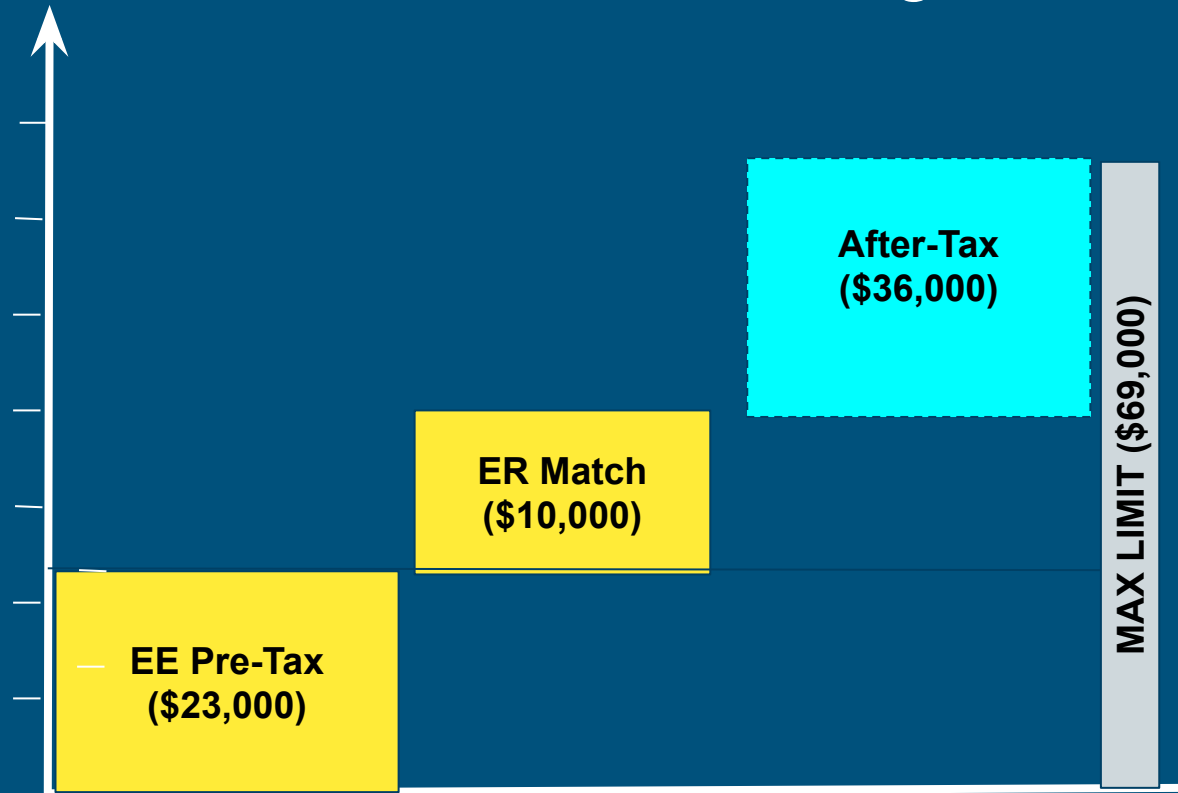 After-Tax
($36,000)
ER Match
($10,000)
EE Pre-Tax
($23,000)
MAX LIMIT ($69,000)